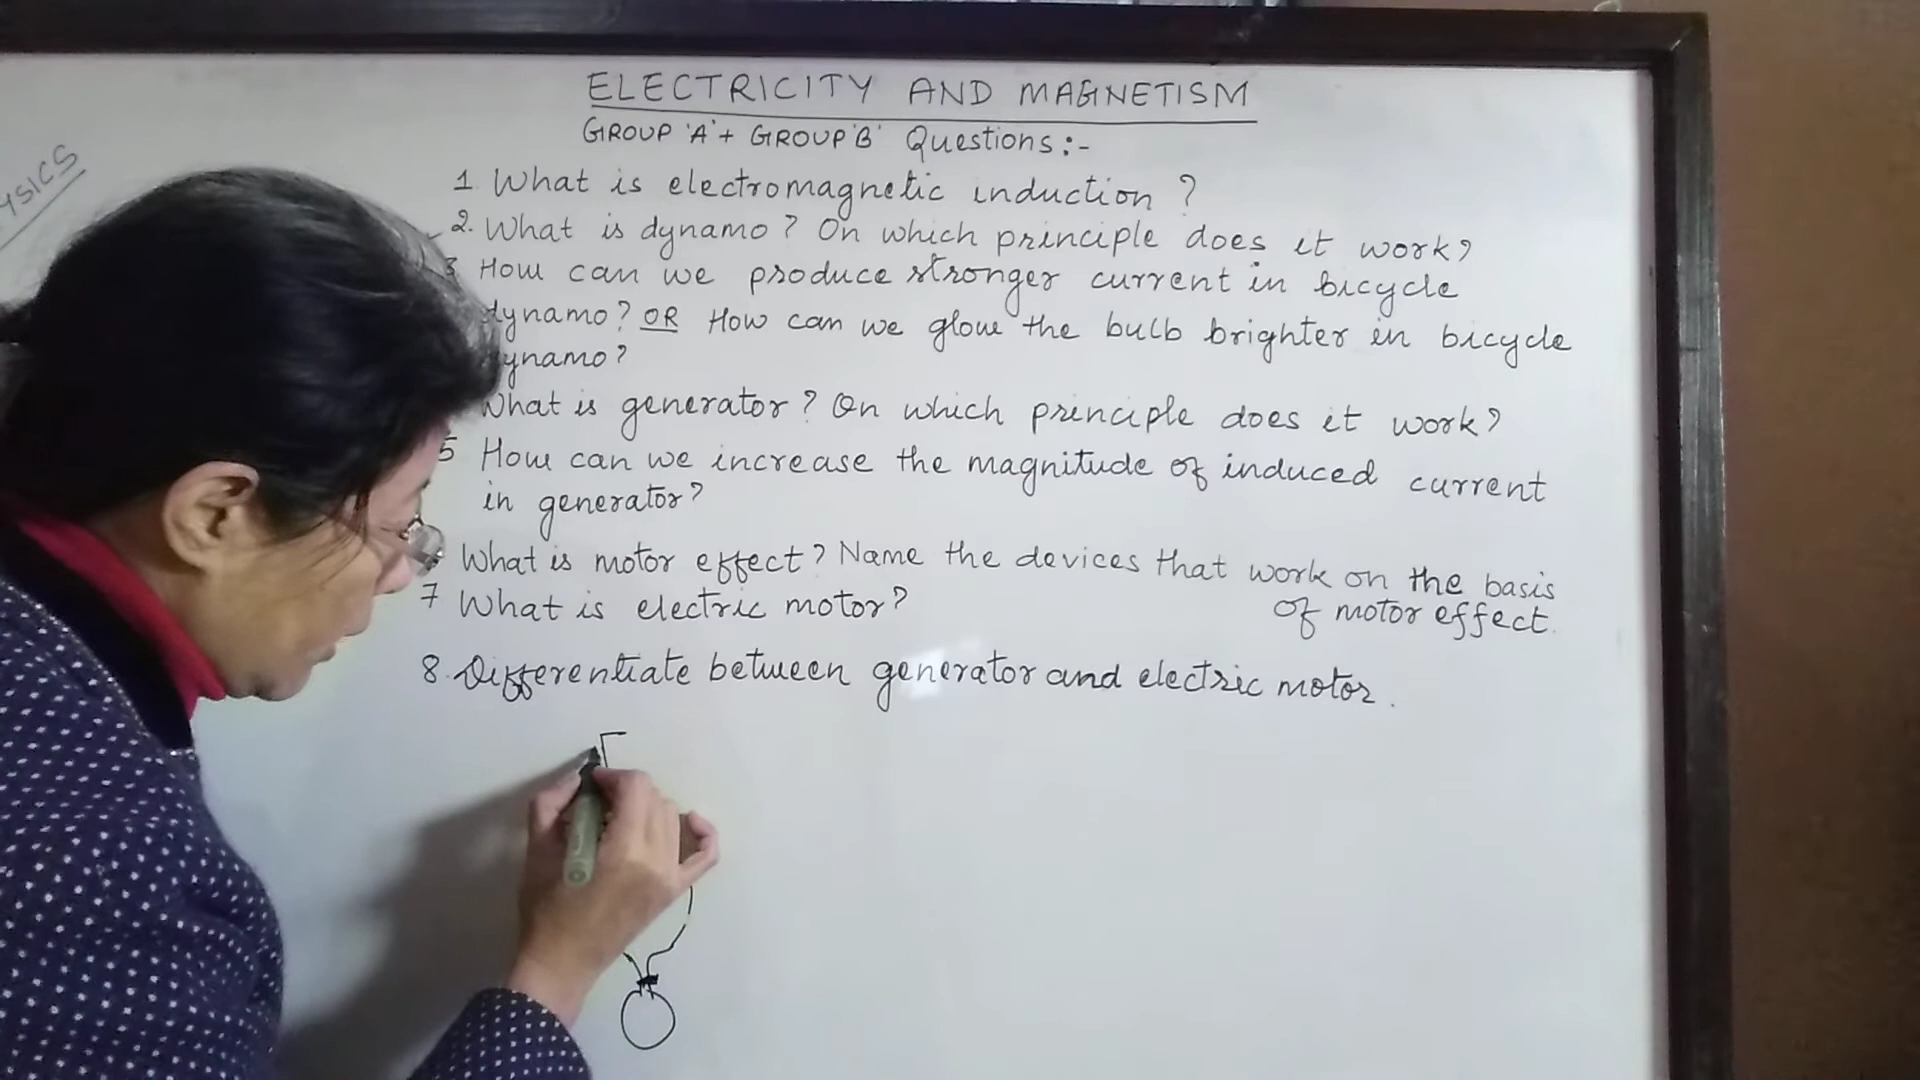 ELECTRICITY AND MAGNETISM
GROUP 'A' + GROUP 'B' Questions:-
YSICS
1. What is electromagnetic induction ?
2. What is dynamo? On which principle does it work?
3 How can we produce stronger current in bicycle
dynamo? OR How can we glow the bulb brighter in bicycle
ynamo?
What is generator? On which principle does it work?
5 How can we increase the magnitude of induced current
in generator?
What is motor effect? Name the devices that work on the basis
of motor effect.
7 What is electric motor?
8. Differentiate between generator and electric motor.